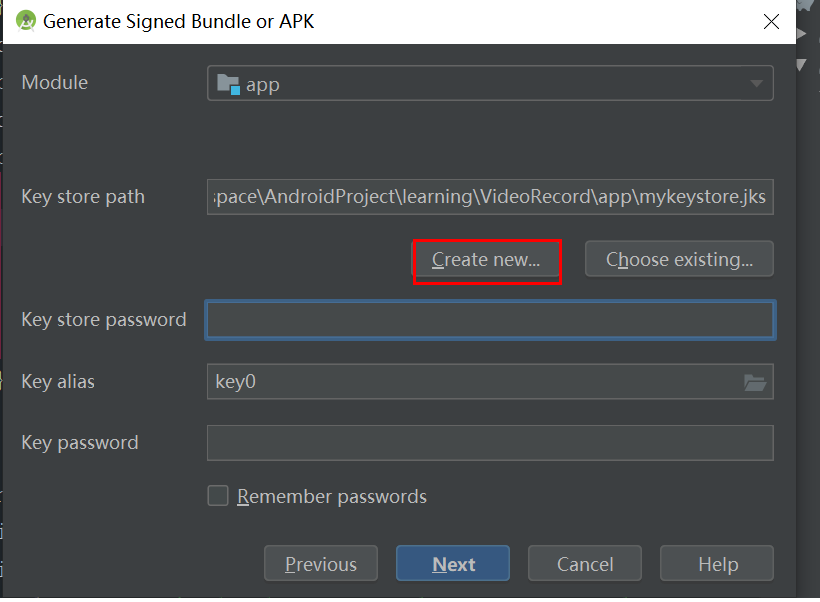 Generate Signed Bundle or APK
Module
app
Key store path
space\AndroidProject\learning\VideoRecord\app\mykeystore.jks
Create new...
Choose existing...
Key store password
Key alias
key0
Key password
Remember passwords
Previous
Next
Cancel
Help